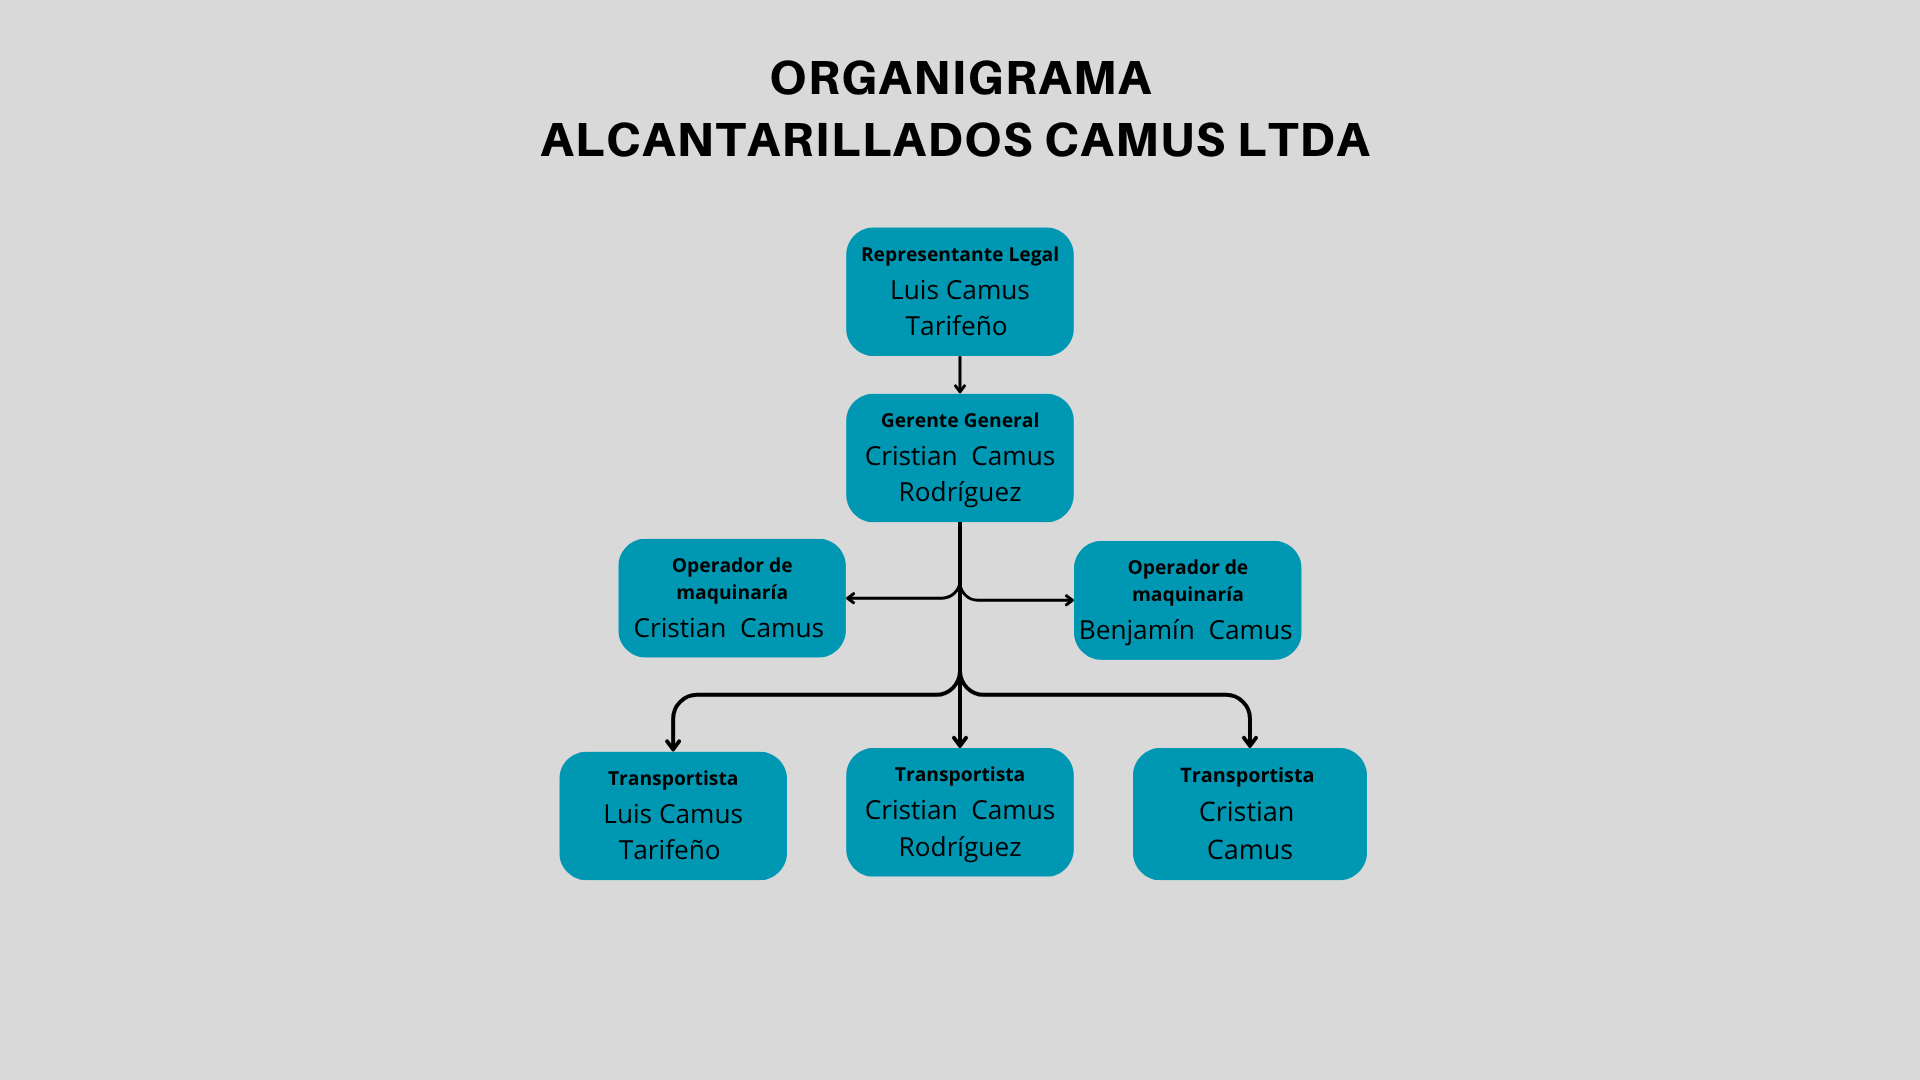 ORGANIGRAMA
ALCANTARILLADOS CAMUS LTDA
Representante Legal
Luis Camus
Tarifeño
Gerente General
Cristian Camus
Rodríguez
Operador de
maquinaría
Cristian Camus
Operador de
maquinaría
Benjamín Camus
Transportista
Luis Camus
Tarifeño
Transportista
Cristian Camus
Rodríguez
Transportista
Cristian
Camus